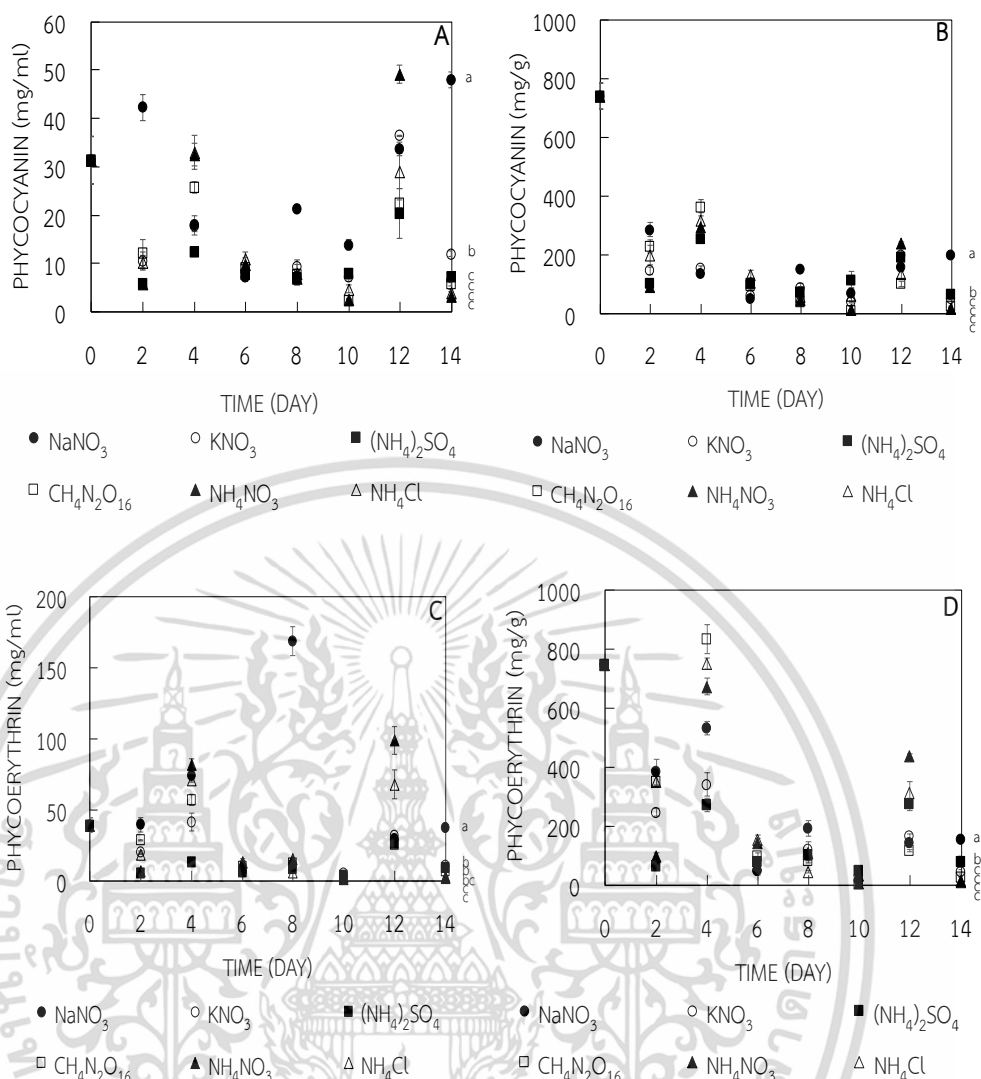 A
PHYCOCYANIN (mg/ml)
60
50
40
30
20
10
0
0 2 4 6 8 10 12 14
TIME (DAY)
a
b
c
c
c
c
● NaNO3 ○ KNO3 ■ (NH4)2SO4
□ CH4N2O16 ▲ NH4NO3 △ NH4Cl
B
PHYCOCYANIN (mg/g)
1000
800
600
400
200
0
0 2 4 6 8 10 12 14
TIME (DAY)
a
b
c
c
c
c
● NaNO3 ○ KNO3 ■ (NH4)2SO4
□ CH4N2O16 ▲ NH4NO3 △ NH4Cl
C
PHYCOERYTHRIN (mg/ml)
200
150
100
50
0
0 2 4 6 8 10 12 14
TIME (DAY)
a
b
b
bc
c
c
● NaNO3 ○ KNO3 ■ (NH4)2SO4
□ CH4N2O16 ▲ NH4NO3 △ NH4Cl
D
PHYCOERYTHRIN (mg/g)
1000
800
600
400
200
0
0 2 4 6 8 10 12 14
TIME (DAY)
a
b
c
c
c
c
● NaNO3 ○ KNO3 ■ (NH4)2SO4
□ CH4N2O16 ▲ NH4NO3 △ NH4Cl